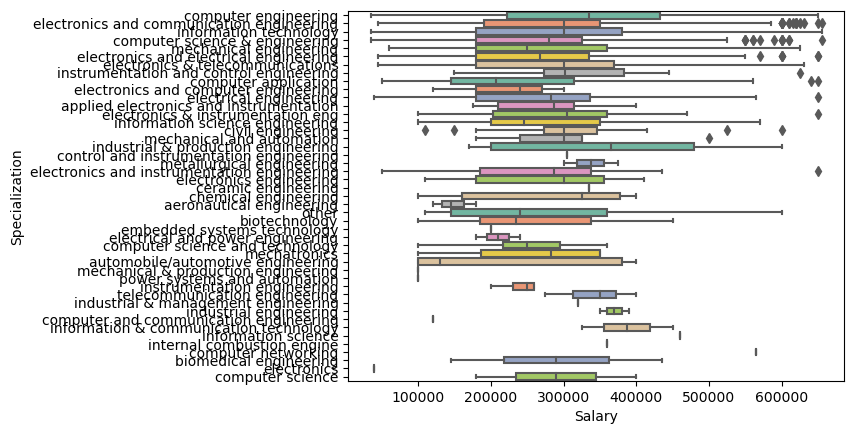 computer engineering
electronics and communication engineering
information technology
computer science & engineering
mechanical engineering
electronics and electrical engineering
electronics & telecommunications
instrumentation and control engineering
computer application
electronics and computer engineering
electrical engineering
applied electronics and instrumentation
electronics & instrumentation eng
information science engineering
civil engineering
mechanical and automation
industrial & production engineering
control and instrumentation engineering
metallurgical engineering
electronics and instrumentation engineering
electronics engineering
ceramic engineering
chemical engineering
aeronautical engineering
other
biotechnology
embedded systems technology
electrical and power engineering
computer science and technology
mechatronics
automobile/automotive engineering
mechanical & production engineering
power systems and automation
instrumentation engineering
telecommunication engineering
industrial & management engineering
industrial engineering
computer and communication engineering
information & communication technology
information science
internal combustion engine
computer networking
biomedical engineering
electronics
computer science
Specialization
100000 200000 300000 400000 500000 600000
Salary